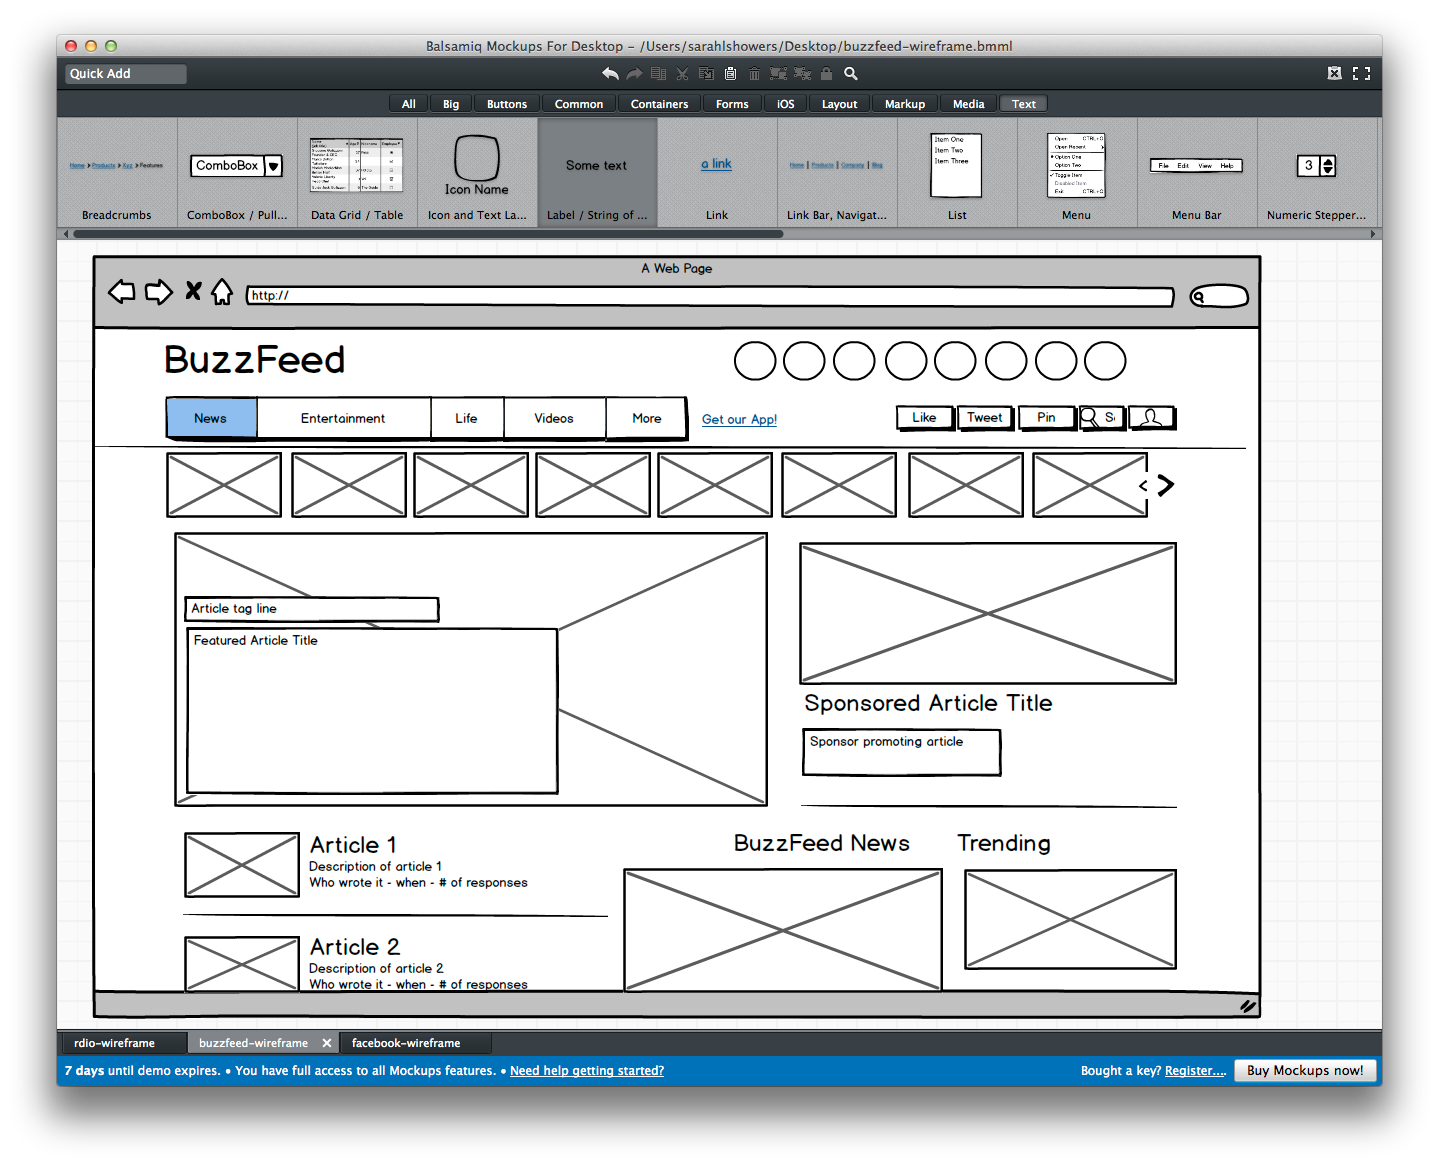 Balsamiq Mockups For Desktop – /Users/sarahlshowers/Desktop/buzzfeed-wireframe.bmml
Quick Add
All Big Buttons Common Containers Forms iOS Layout Markup Media Text
Home > Products > Xyz > Features
ComboBox
Icon Name
Some text
a link
Home | Products | Company | Blog
Item One
Item Two
Item Three
Open CTRL+O
Open Recent
Option One
Option Two
Toggle Item
Disabled Item
Exit CTRL+Q
File Edit View Help
3
Breadcrumbs
ComboBox / Pull...
Data Grid / Table
Icon and Text La...
Label / String of ...
Link
Link Bar, Navigat...
List
Menu
Menu Bar
Numeric Stepper...
A Web Page
http://
BuzzFeed
News Entertainment Life Videos More
Get our App!
Like Tweet Pin
Article tag line
Featured Article Title
Sponsored Article Title
Sponsor promoting article
Article 1
Description of article 1
Who wrote it - when - # of responses
BuzzFeed News
Trending
Article 2
Description of article 2
Who wrote it - when - # of responses
rdio-wireframe buzzfeed-wireframe facebook-wireframe
7 days until demo expires. • You have full access to all Mockups features. • Need help getting started?
Bought a key? Register... Buy Mockups now!